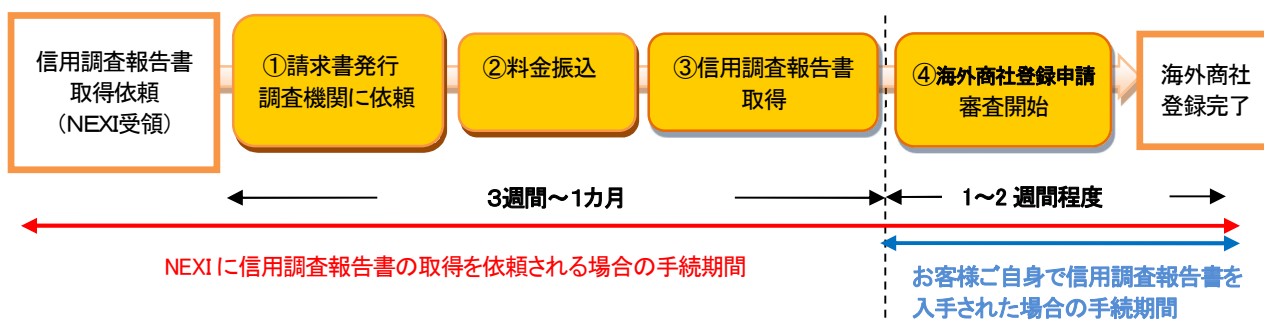 信用調査報告書
取得依頼
（NEXI受領）
①請求書発行
調査機関に依頼
②料金振込
③信用調査報告書
取得
④海外商社登録申請
審査開始
海外商社
登録完了
３週間～１カ月
1～2 週間程度
NEXI に信用調査報告書の取得を依頼される場合の手続期間
お客様ご自身で信用調査報告書を
入手された場合の手続期間